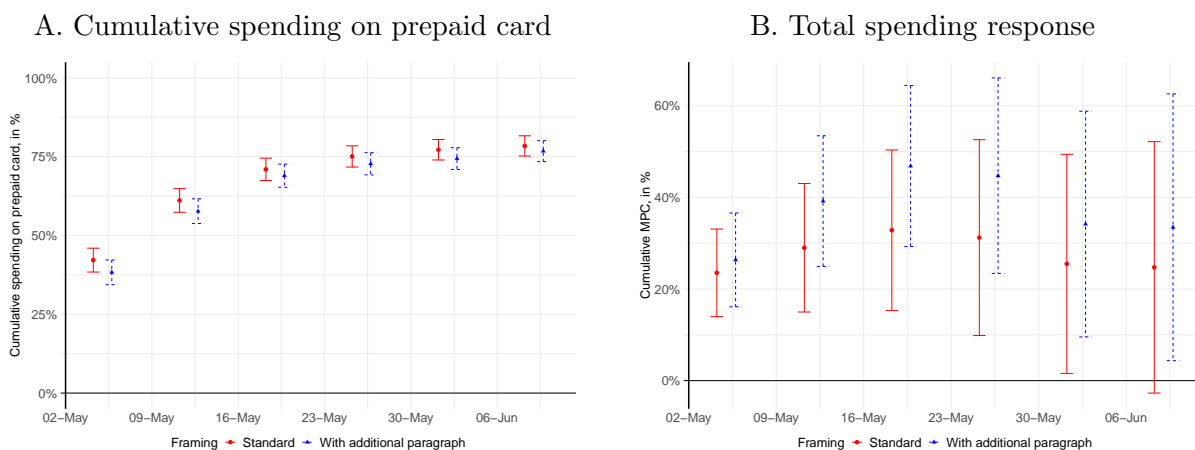 A. Cumulative spending on prepaid card
Cumulative spending on prepaid card, in %
100%
75%
50%
25%
0%
02–May 09–May 16–May 23–May 30–May 06–Jun
Framing Standard With additional paragraph
B. Total spending response
Cumulative MPC, in %
60%
40%
20%
0%
02–May 09–May 16–May 23–May 30–May 06–Jun
Framing Standard With additional paragraph